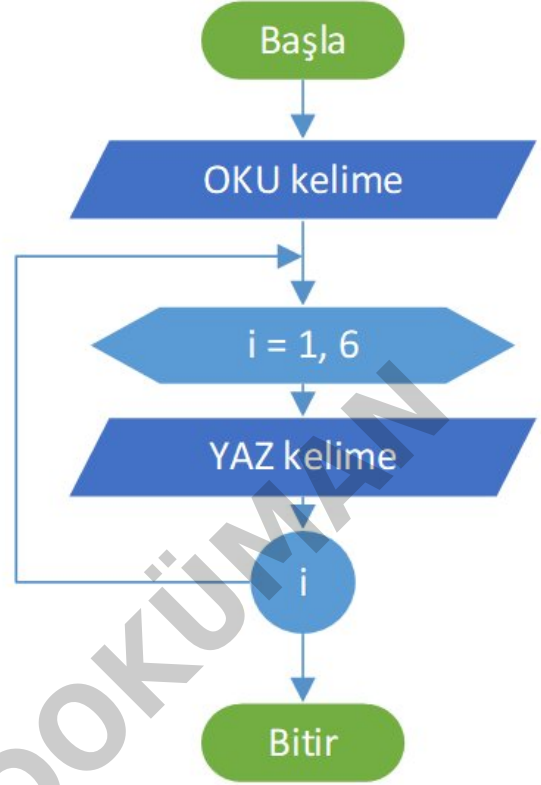 Başla
OKU kelime
i = 1, 6
YAZ kelime
i
Bitir
DOKÜMAN